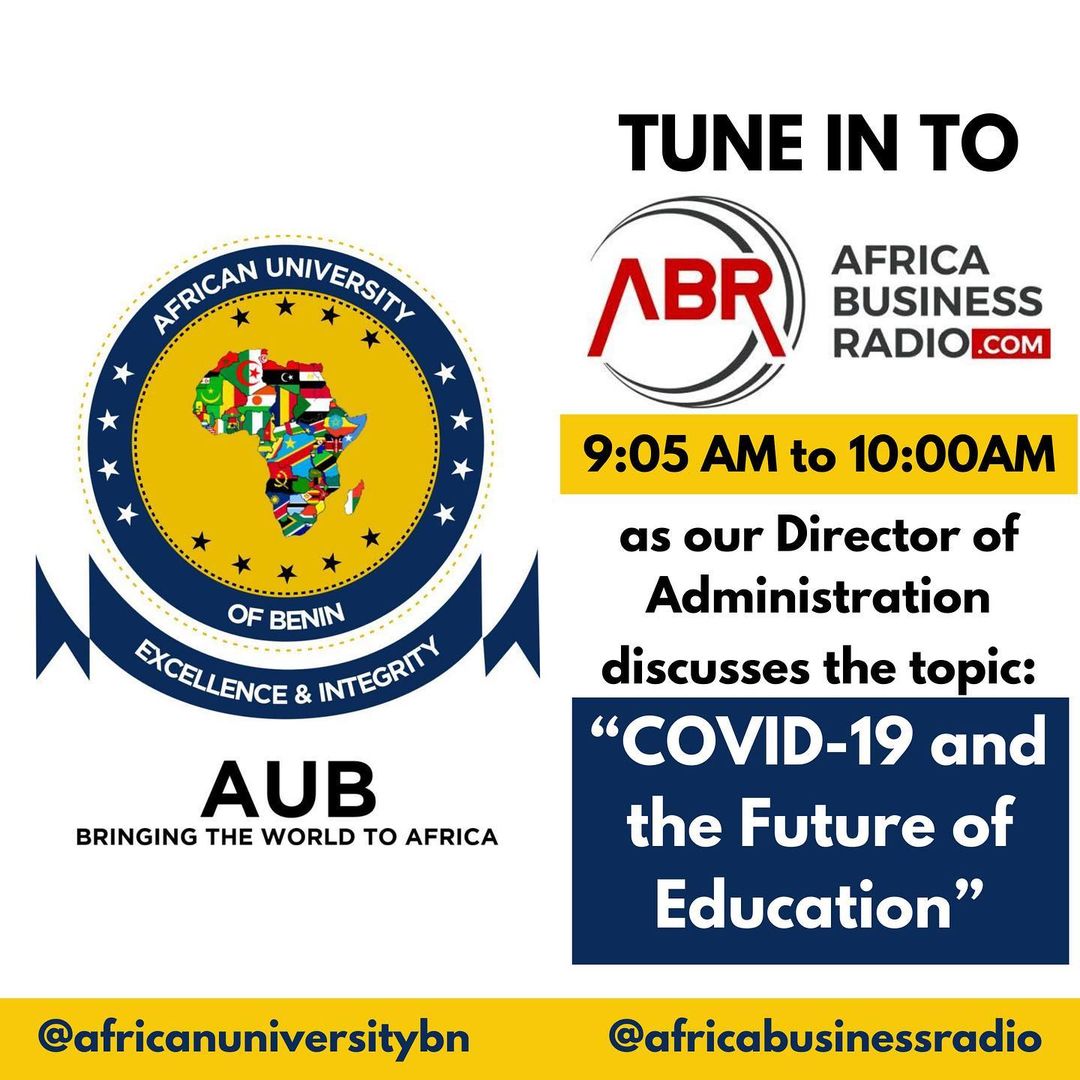 AFRICAN UNIVERSITY
OF BENIN
EXCELLENCE & INTEGRITY
AUB
BRINGING THE WORLD TO AFRICA
TUNE IN TO
ABR
AFRICA
BUSINESS
RADIO.COM
9:05 AM to 10:00AM
as our Director of
Administration
discusses the topic:
“COVID-19 and
the Future of
Education”
@africanuniversitybn
@africabusinessradio